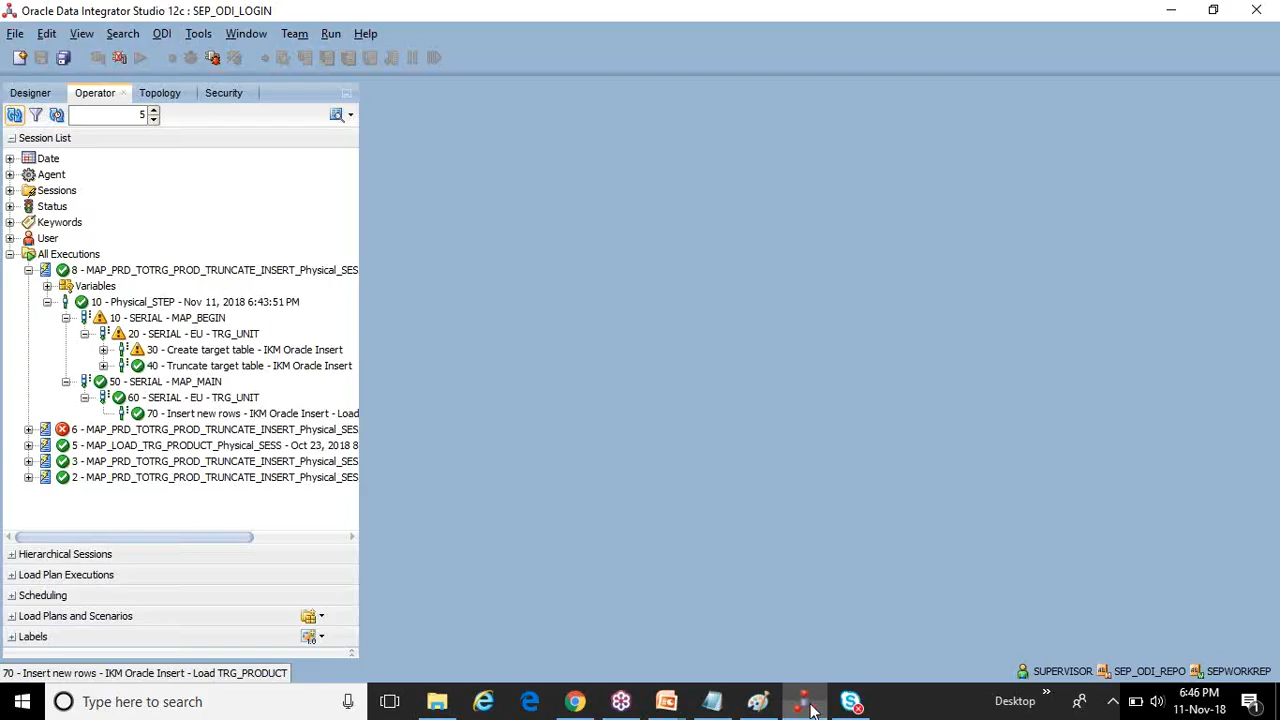 Oracle Data Integrator Studio 12c : SEP_ODI_LOGIN
File Edit View Search ODI Tools Window Team Run Help
Designer Operator Topology Security
5
Session List
Date
Agent
Sessions
Status
Keywords
User
All Executions
8 - MAP_PRD_TOTRG_PROD_TRUNCATE_INSERT_Physical_SES
Variables
10 - Physical_STEP - Nov 11, 2018 6:43:51 PM
10 - SERIAL - MAP_BEGIN
20 - SERIAL - EU - TRG_UNIT
30 - Create target table - IKM Oracle Insert
40 - Truncate target table - IKM Oracle Insert
50 - SERIAL - MAP_MAIN
60 - SERIAL - EU - TRG_UNIT
70 - Insert new rows - IKM Oracle Insert - Load
6 - MAP_PRD_TOTRG_PROD_TRUNCATE_INSERT_Physical_SES
5 - MAP_LOAD_TRG_PRODUCT_Physical_SESS - Oct 23, 2018 8
3 - MAP_PRD_TOTRG_PROD_TRUNCATE_INSERT_Physical_SES
2 - MAP_PRD_TOTRG_PROD_TRUNCATE_INSERT_Physical_SES
Hierarchical Sessions
Load Plan Executions
Scheduling
Load Plans and Scenarios
Labels
70 - Insert new rows - IKM Oracle Insert - Load TRG_PRODUCT
SUPERVISOR SEP_ODI_REPO SEPWORKREP
Type here to search
Desktop
6:46 PM
11-Nov-18